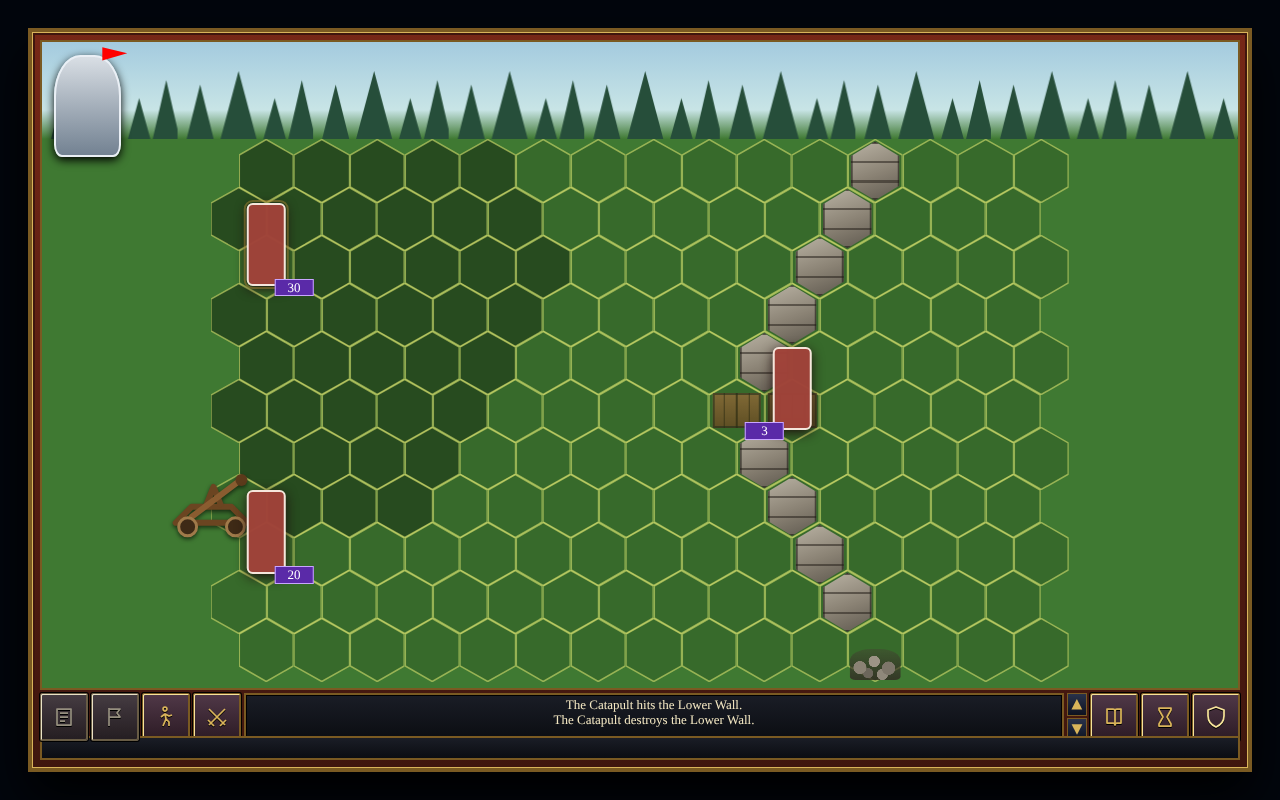 30
3
20
The Catapult hits the Lower Wall.
The Catapult destroys the Lower Wall.